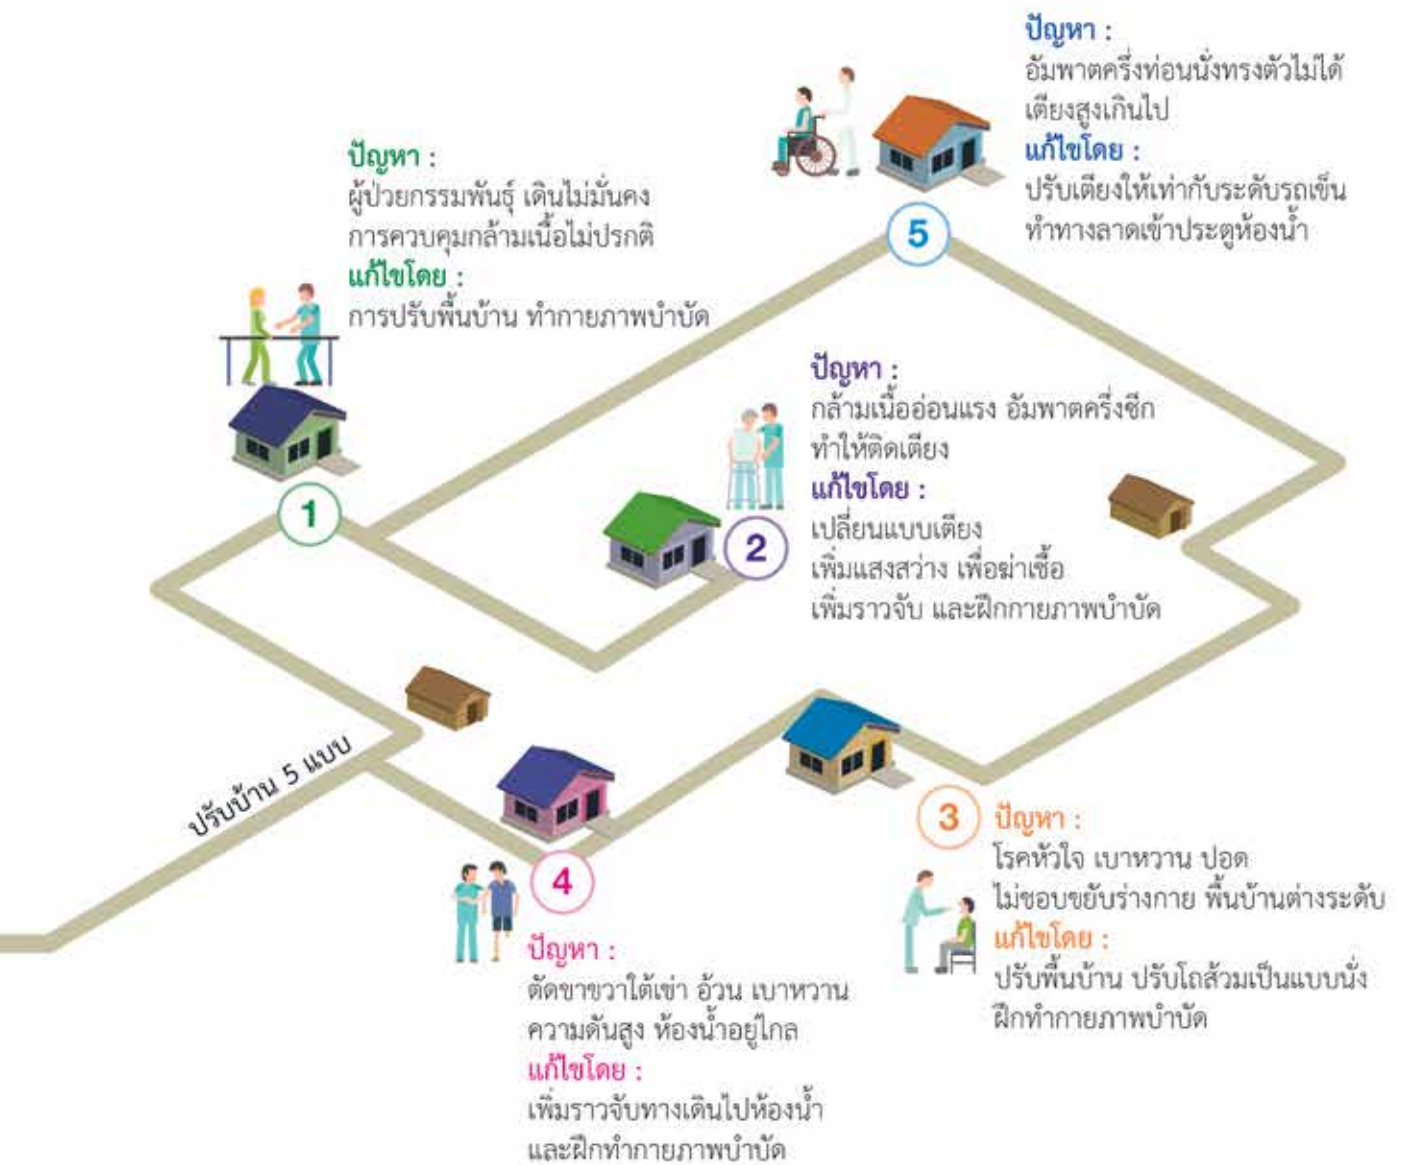 ปัญหา :
ผู้ป่วยกรรมพันธุ์ เดินไม่มั่นคง
การควบคุมกล้ามเนื้อไม่ปรกติ
แก้ไขโดย :
การปรับพื้นบ้าน ทำกายภาพบำบัด
1
ปัญหา :
กล้ามเนื้ออ่อนแรง อัมพาตครึ่งซีก
ทำให้ติดเตียง
แก้ไขโดย :
เปลี่ยนแบบเตียง
เพิ่มแสงสว่าง เพื่อฆ่าเชื้อ
เพิ่มราวจับ และฝึกกายภาพบำบัด
2
3
ปัญหา :
โรคหัวใจ เบาหวาน ปอด
ไม่ชอบขยับร่างกาย พื้นบ้านต่างระดับ
แก้ไขโดย :
ปรับพื้นบ้าน ปรับโถส้วมเป็นแบบนั่ง
ฝึกทำกายภาพบำบัด
4
ปัญหา :
ตัดขาขวาใต้เข่า อ้วน เบาหวาน
ความดันสูง ห้องน้ำอยู่ไกล
แก้ไขโดย :
เพิ่มราวจับทางเดินไปห้องน้ำ
และฝึกทำกายภาพบำบัด
ปัญหา :
อัมพาตครึ่งท่อนนั่งทรงตัวไม่ได้
เตียงสูงเกินไป
แก้ไขโดย :
ปรับเตียงให้เท่ากับระดับรถเข็น
ทำทางลาดเข้าประตูห้องน้ำ
5
ปรับบ้าน 5 แบบ